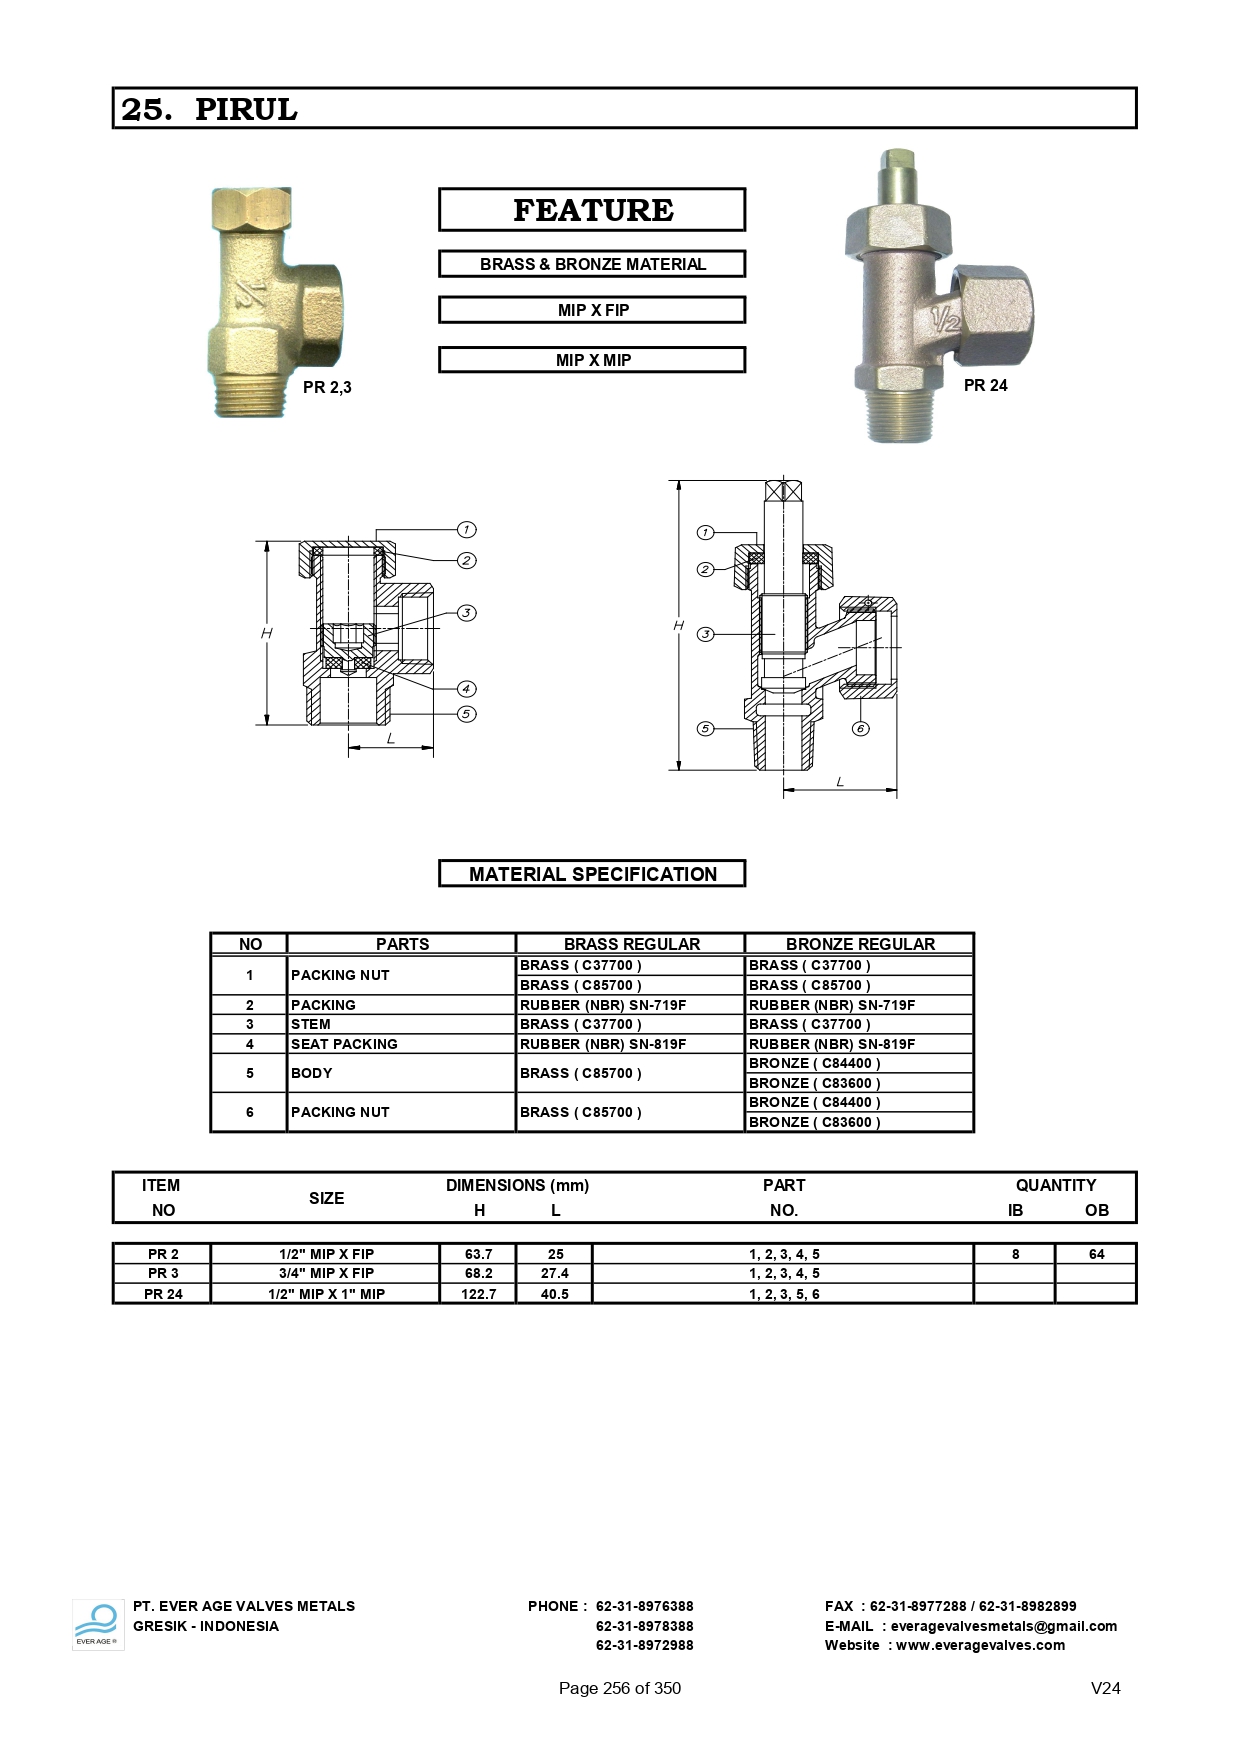 25. PIRUL
FEATURE
BRASS & BRONZE MATERIAL
MIP X FIP
MIP X MIP
1/2
PR 2,3
1/2
PR 24
1
2
3
4
5
H
L
1
2
3
5
6
H
L
MATERIAL SPECIFICATION
NO PARTS BRASS REGULAR BRONZE REGULAR
1 PACKING NUT BRASS ( C37700 ) BRASS ( C37700 )
BRASS ( C85700 ) BRASS ( C85700 )
2 PACKING RUBBER (NBR) SN-719F RUBBER (NBR) SN-719F
3 STEM BRASS ( C37700 ) BRASS ( C37700 )
4 SEAT PACKING RUBBER (NBR) SN-819F RUBBER (NBR) SN-819F
5 BODY BRASS ( C85700 ) BRONZE ( C84400 )
BRONZE ( C83600 )
6 PACKING NUT BRASS ( C85700 ) BRONZE ( C84400 )
BRONZE ( C83600 )
ITEM SIZE DIMENSIONS (mm) PART QUANTITY
NO H L NO. IB OB
PR 2 1/2" MIP X FIP 63.7 25 1, 2, 3, 4, 5 8 64
PR 3 3/4" MIP X FIP 68.2 27.4 1, 2, 3, 4, 5
PR 24 1/2" MIP X 1" MIP 122.7 40.5 1, 2, 3, 5, 6
EVER AGE ®
PT. EVER AGE VALVES METALS PHONE : 62-31-8976388 FAX : 62-31-8977288 / 62-31-8982899
GRESIK - INDONESIA 62-31-8978388 E-MAIL : everagevalvesmetals@gmail.com
62-31-8972988 Website : www.everagevalves.com
Page 256 of 350 V24